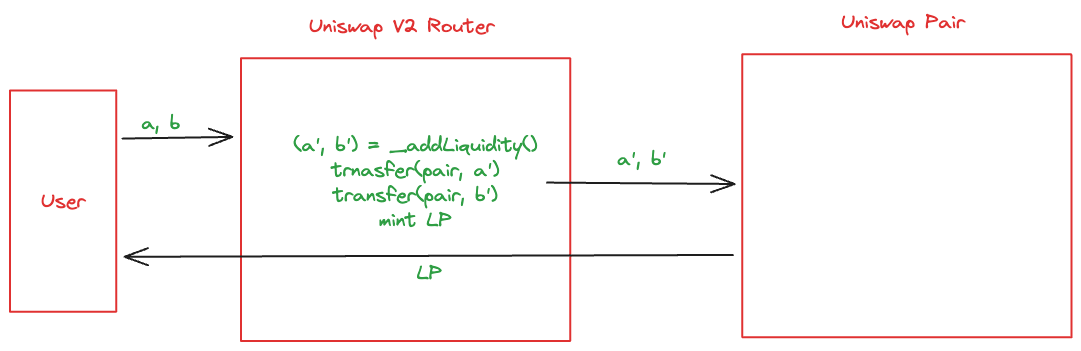 Uniswap V2 Router
Uniswap Pair
a, b
(a', b') = _addLiquidity()
trnasfer(pair, a')
transfer(pair, b')
mint LP
a', b'
User
LP